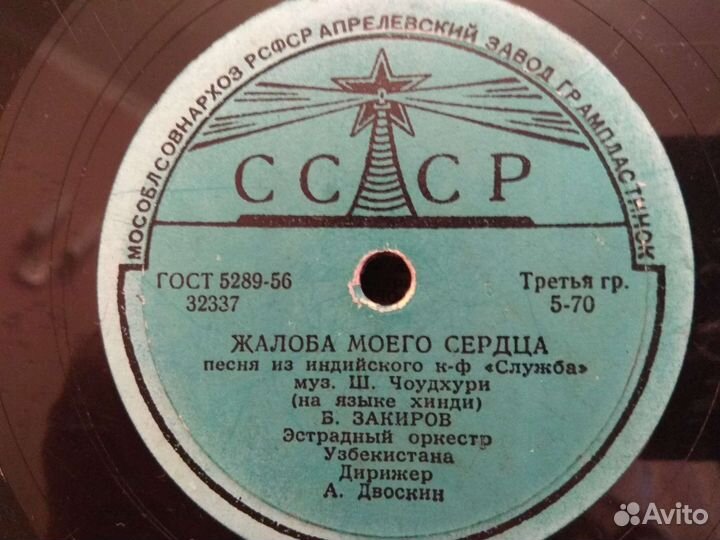 МОСОБЛСОВНАРХОЗ РСФСР АПРЕЛЕВСКИЙ ЗАВОД ГРАМПЛАСТИНОК
СССР
ГОСТ 5289-56
32337
Третья гр.
5-70
ЖАЛОБА МОЕГО СЕРДЦА
песня из индийского к-ф «Служба»
муз. Ш. Чоудхури
(на языке хинди)
Б. ЗАКИРОВ
Эстрадный оркестр
Узбекистана
Дирижер
А. Двоскин
Avito